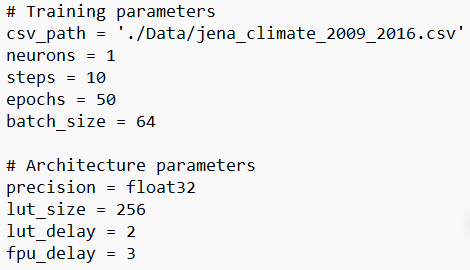 # Training parameters
csv_path = './Data/jena_climate_2009_2016.csv'
neurons = 1
steps = 10
epochs = 50
batch_size = 64
# Architecture parameters
precision = float32
lut_size = 256
lut_delay = 2
fpu_delay = 3